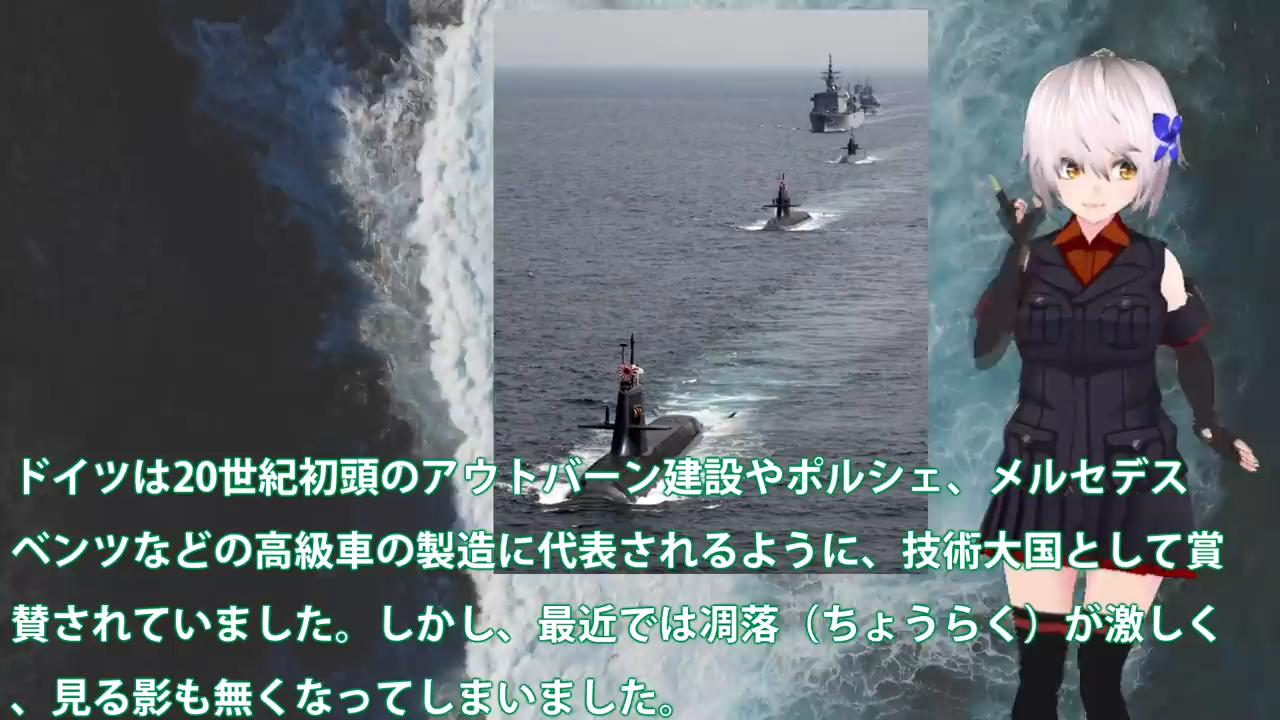 ドイツは20世紀初頭のアウトバーン建設やポルシェ、メルセデス
ベンツなどの高級車の製造に代表されるように、技術大国として賞
賛されていました。しかし、最近では凋落（ちょうらく）が激しく
、見る影も無くなってしまいました。